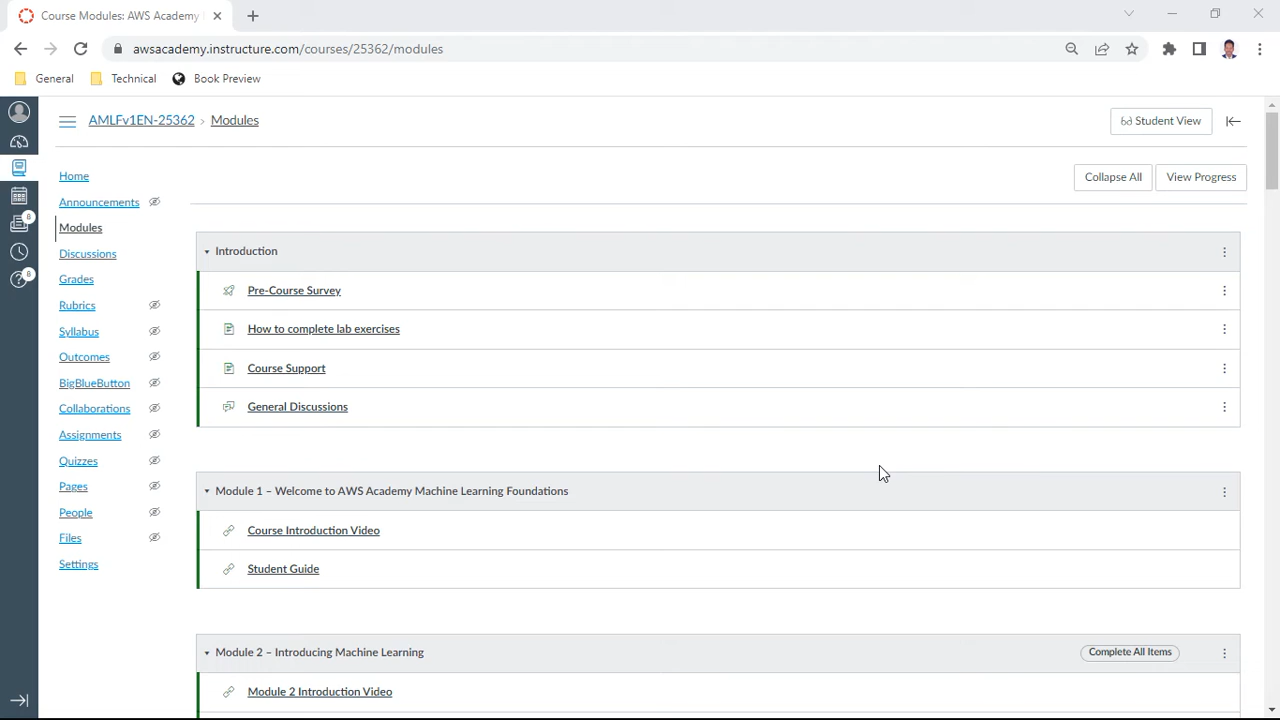 Course Modules: AWS Academy
awsacademy.instructure.com/courses/25362/modules
General
Technical
Book Preview
AMLFv1EN-25362 › Modules
Student View
Collapse All
View Progress
Home
Announcements
Modules
Discussions
Grades
Rubrics
Syllabus
Outcomes
BigBlueButton
Collaborations
Assignments
Quizzes
Pages
People
Files
Settings
8
8
Introduction
Pre-Course Survey
How to complete lab exercises
Course Support
General Discussions
Module 1 – Welcome to AWS Academy Machine Learning Foundations
Course Introduction Video
Student Guide
Module 2 – Introducing Machine Learning
Complete All Items
Module 2 Introduction Video